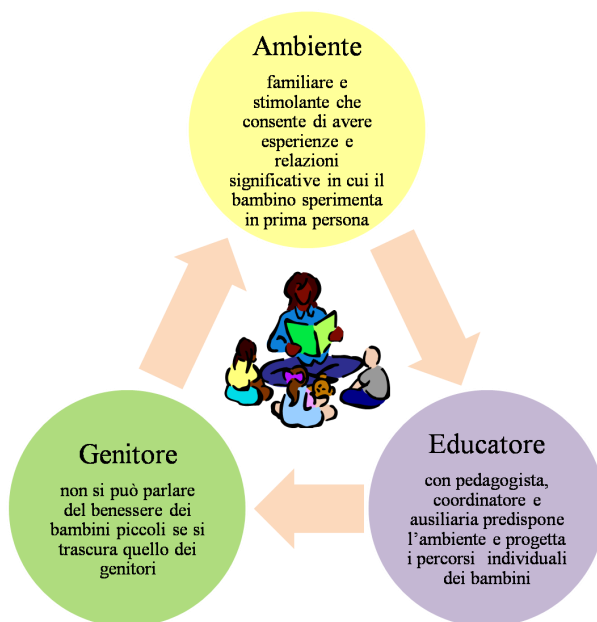 Ambiente
familiare e
stimolante che
consente di avere
esperienze e
relazioni
significative in cui il
bambino sperimenta
in prima persona
Genitore
non si può parlare
del benessere dei
bambini piccoli se si
trascura quello dei
genitori
Educatore
con pedagogista,
coordinatore e
ausiliaria predispone
l’ambiente e progetta
i percorsi individuali
dei bambini